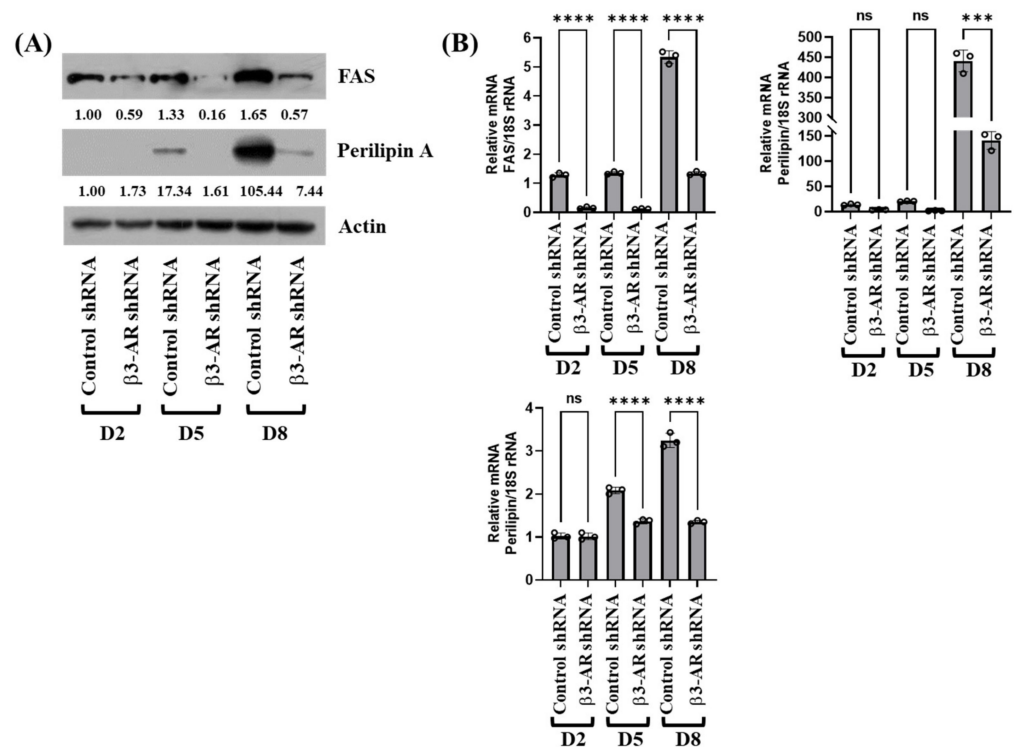 (A)
FAS
1.00 0.59 1.33 0.16 1.65 0.57
Perilipin A
1.00 1.73 17.34 1.61 105.44 7.44
Actin
Control shRNA
β3-AR shRNA
Control shRNA
β3-AR shRNA
Control shRNA
β3-AR shRNA
D2 D5 D8
(B)
**** **** ****
Relative mRNA
FAS/18S rRNA
6
5
4
3
2
1
0
Control shRNA
β3-AR shRNA
Control shRNA
β3-AR shRNA
Control shRNA
β3-AR shRNA
D2 D5 D8
ns ns ***
Relative mRNA
Perilipin/18S rRNA
500
450
400
350
300
250
200
150
100
50
0
Control shRNA
β3-AR shRNA
Control shRNA
β3-AR shRNA
Control shRNA
β3-AR shRNA
D2 D5 D8
ns **** ****
Relative mRNA
Perilipin/18S rRNA
4
3
2
1
0
Control shRNA
β3-AR shRNA
Control shRNA
β3-AR shRNA
Control shRNA
β3-AR shRNA
D2 D5 D8